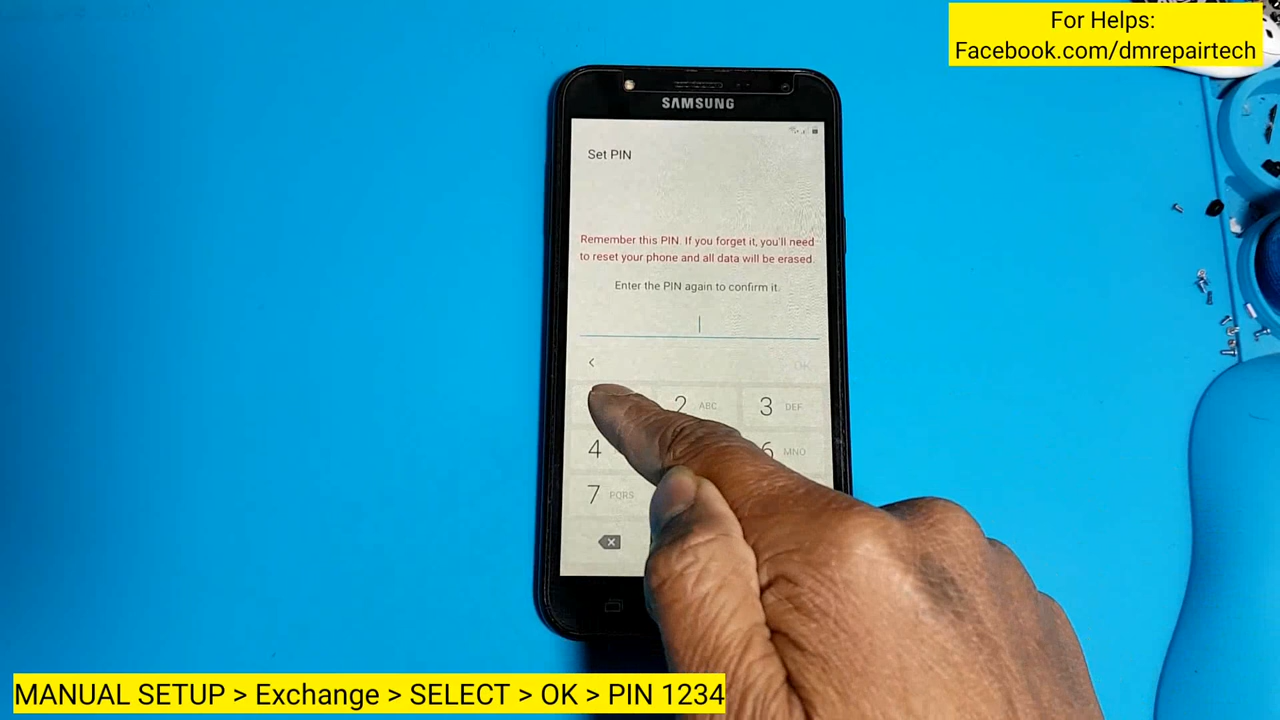 For Helps:
Facebook.com/dmrepairtech
SAMSUNG
Set PIN
Remember this PIN. If you forget it, you'll need
to reset your phone and all data will be erased.
Enter the PIN again to confirm it.
OK
2 ABC 3 DEF
4 6 MNO
7 PQRS
MANUAL SETUP > Exchange > SELECT > OK > PIN 1234